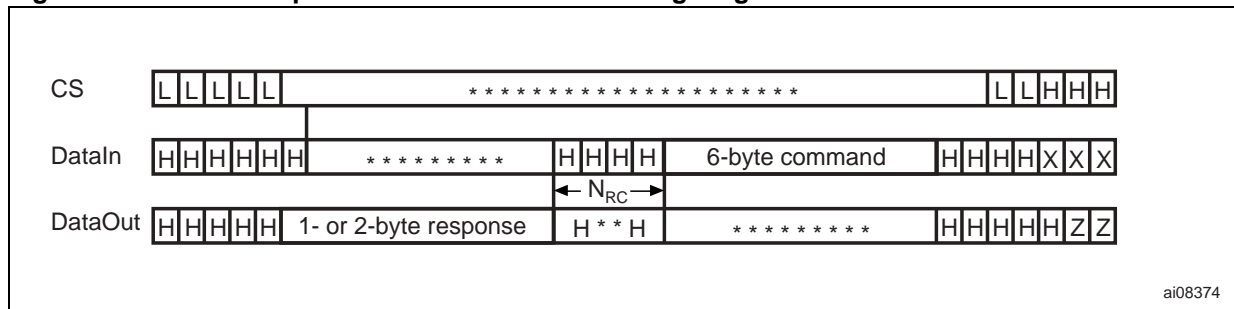 CS L L L L L * * * * * * * * * * * * * * * * * * * * * L L H H H
DataIn H H H H H H * * * * * * * * * H H H H 6-byte command H H H H X X X
N_RC
DataOut H H H H H 1- or 2-byte response H * * H * * * * * * * * * H H H H H Z Z
ai08374